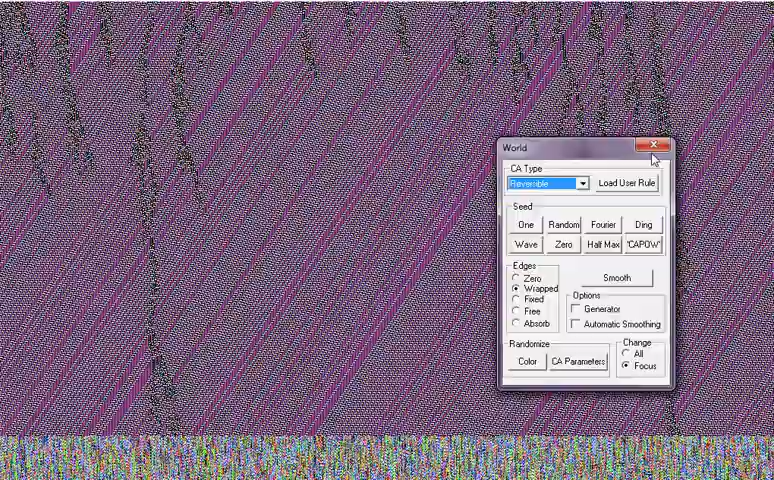 World
CA Type
Reversible
Load User Rule
Seed
One
Random
Fourier
Ding
Wave
Zero
Half Max
'CAPOW'
Edges
Zero
Wrapped
Fixed
Free
Absorb
Smooth
Options
Generator
Automatic Smoothing
Randomize
Color
CA Parameters
Change
All
Focus